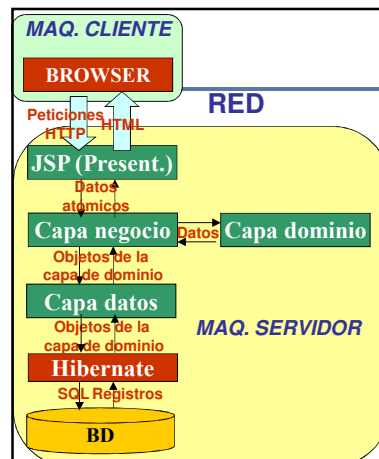 MAQ. CLIENTE
BROWSER
RED
Peticiones
HTTP
HTML
JSP (Present.)
Datos
atómicos
Capa negocio
Datos
Capa dominio
Objetos de la
capa de dominio
Capa datos
Objetos de la
capa de dominio
MAQ. SERVIDOR
Hibernate
SQL Registros
BD